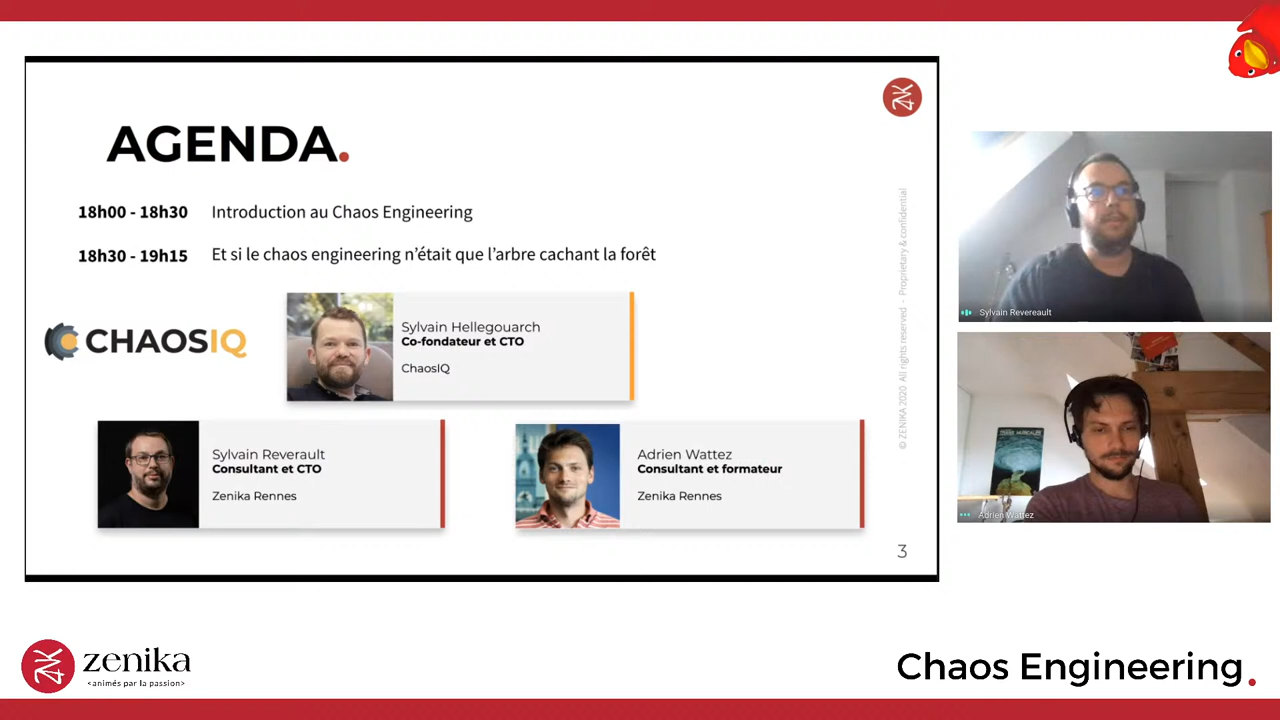 AGENDA.
18h00 - 18h30 Introduction au Chaos Engineering
18h30 - 19h15 Et si le chaos engineering n'était que l'arbre cachant la forêt
CHAOSIQ
Sylvain Hellegouarch
Co-fondateur et CTO
ChaosIQ
Sylvain Reverault
Consultant et CTO
Zenika Rennes
Adrien Wattez
Consultant et formateur
Zenika Rennes
© ZENIKA 2020 All rights reserved - Proprietary & confidential
3
Sylvain Revereault
Adrien Wattez
zenika
<animés par la passion>
Chaos Engineering.